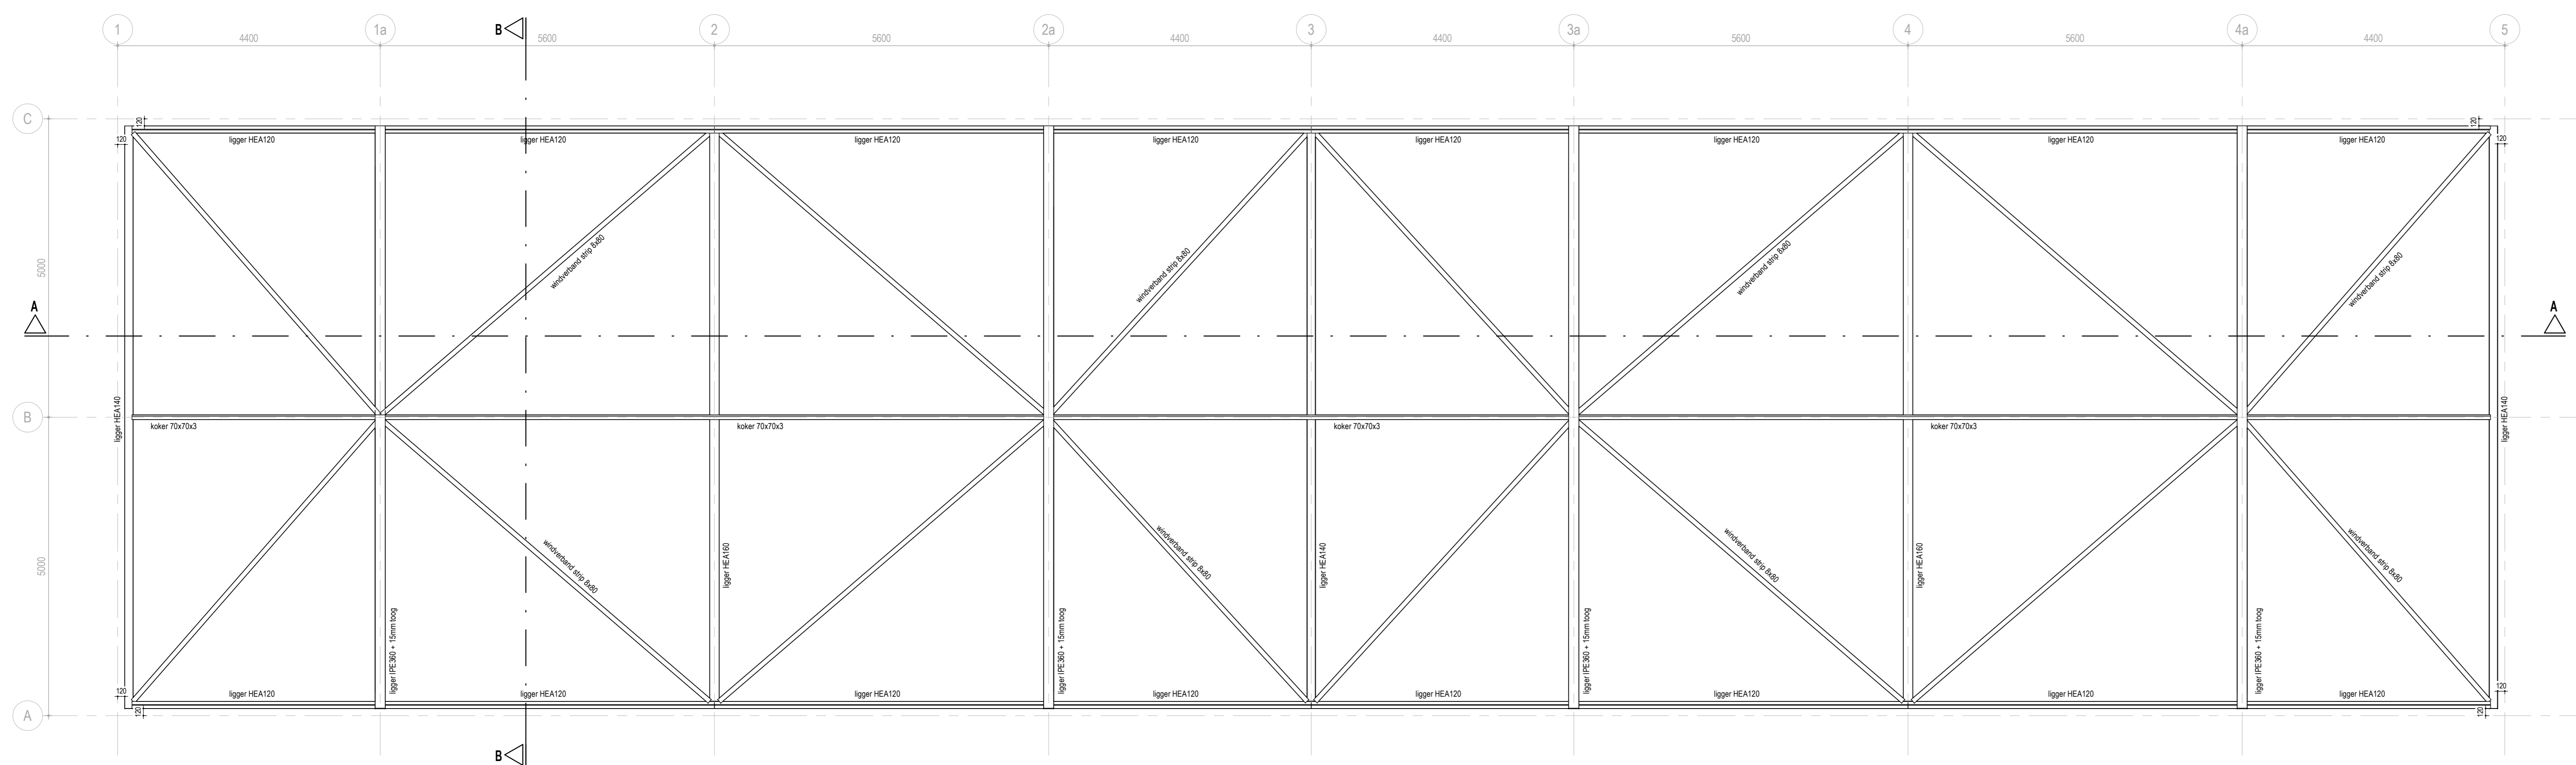 1 1a B 2 2a 3 3a 4 4a 5
4400 5600 5600 4400 4400 5600 5600 4400
C
120 120
120 120
ligger HEA120 ligger HEA120 ligger HEA120 ligger HEA120 ligger HEA120 ligger HEA120 ligger HEA120 ligger HEA120
5000
windverband strip 8x80
windverband strip 8x80
windverband strip 8x80
windverband strip 8x80
A A
B
ligger HEA140
ligger HEA140
koker 70x70x3 koker 70x70x3 koker 70x70x3 koker 70x70x3
5000
windverband strip 8x80
windverband strip 8x80
windverband strip 8x80
windverband strip 8x80
ligger HEA160
ligger HEA140
ligger HEA160
ligger IPE360 + 15mm toog
ligger IPE360 + 15mm toog
ligger IPE360 + 15mm toog
ligger IPE360 + 15mm toog
120 120
ligger HEA120 ligger HEA120 ligger HEA120 ligger HEA120 ligger HEA120 ligger HEA120 ligger HEA120 ligger HEA120
A
120 120
B